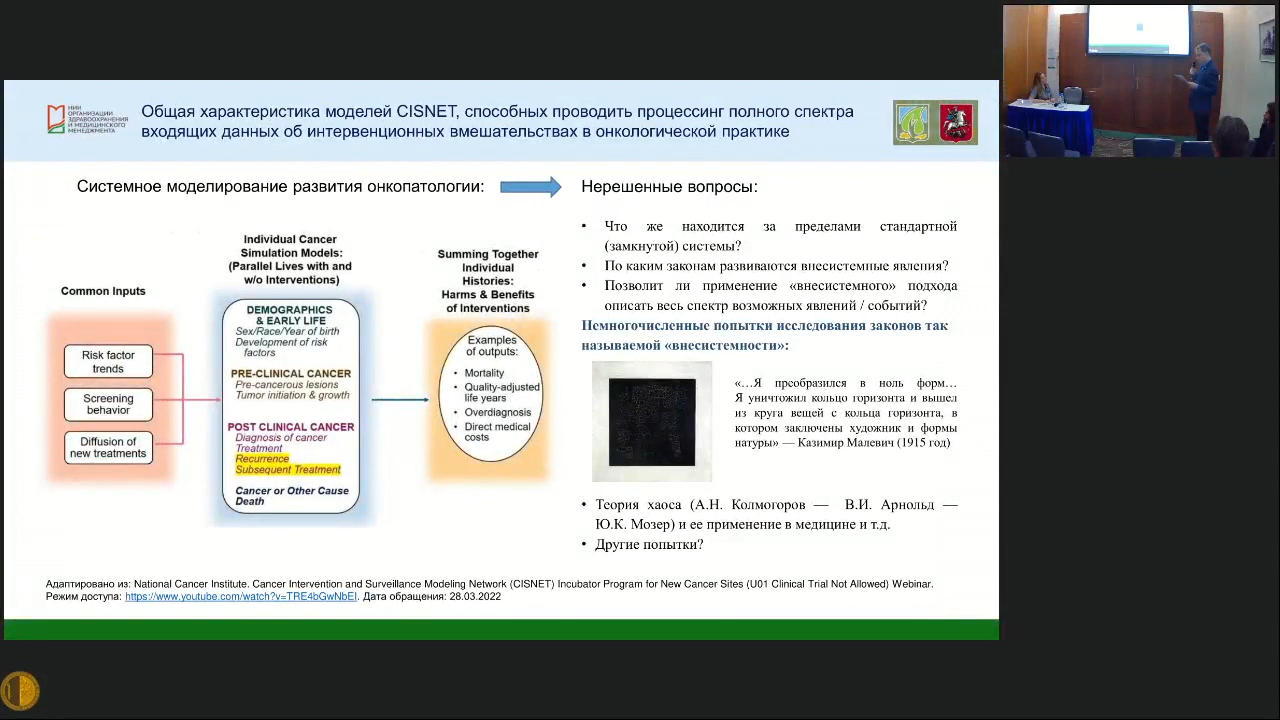 НИИ
ОРГАНИЗАЦИИ
ЗДРАВООХРАНЕНИЯ
И МЕДИЦИНСКОГО
МЕНЕДЖМЕНТА
Общая характеристика моделей CISNET, способных проводить процессинг полного спектра
входящих данных об интервенционных вмешательствах в онкологической практике
Системное моделирование развития онкопатологии:
Common Inputs
Risk factor
trends
Screening
behavior
Diffusion of
new treatments
Individual Cancer
Simulation Models:
(Parallel Lives with and
w/o Interventions)
DEMOGRAPHICS
& EARLY LIFE
Sex/Race/Year of birth
Development of risk
factors
PRE-CLINICAL CANCER
Pre-cancerous lesions
Tumor initiation & growth
POST CLINICAL CANCER
Diagnosis of cancer
Treatment
Recurrence
Subsequent Treatment
Cancer or Other Cause
Death
Summing Together
Individual
Histories:
Harms & Benefits
of Interventions
Examples
of outputs:
• Mortality
• Quality-adjusted
life years
• Overdiagnosis
• Direct medical
costs
Нерешенные вопросы:
• Что же находится за пределами стандартной
(замкнутой) системы?
• По каким законам развиваются внесистемные явления?
• Позволит ли применение «внесистемного» подхода
описать весь спектр возможных явлений / событий?
Немногочисленные попытки исследования законов так
называемой «внесистемности»:
«…Я преобразился в ноль форм…
Я уничтожил кольцо горизонта и вышел
из круга вещей с кольца горизонта, в
котором заключены художник и формы
натуры» — Казимир Малевич (1915 год)
• Теория хаоса (А.Н. Колмогоров — В.И. Арнольд —
Ю.К. Мозер) и ее применение в медицине и т.д.
• Другие попытки?
Адаптировано из: National Cancer Institute. Cancer Intervention and Surveillance Modeling Network (CISNET) Incubator Program for New Cancer Sites (U01 Clinical Trial Not Allowed) Webinar.
Режим доступа: https://www.youtube.com/watch?v=TRE4bGwNbEI. Дата обращения: 28.03.2022